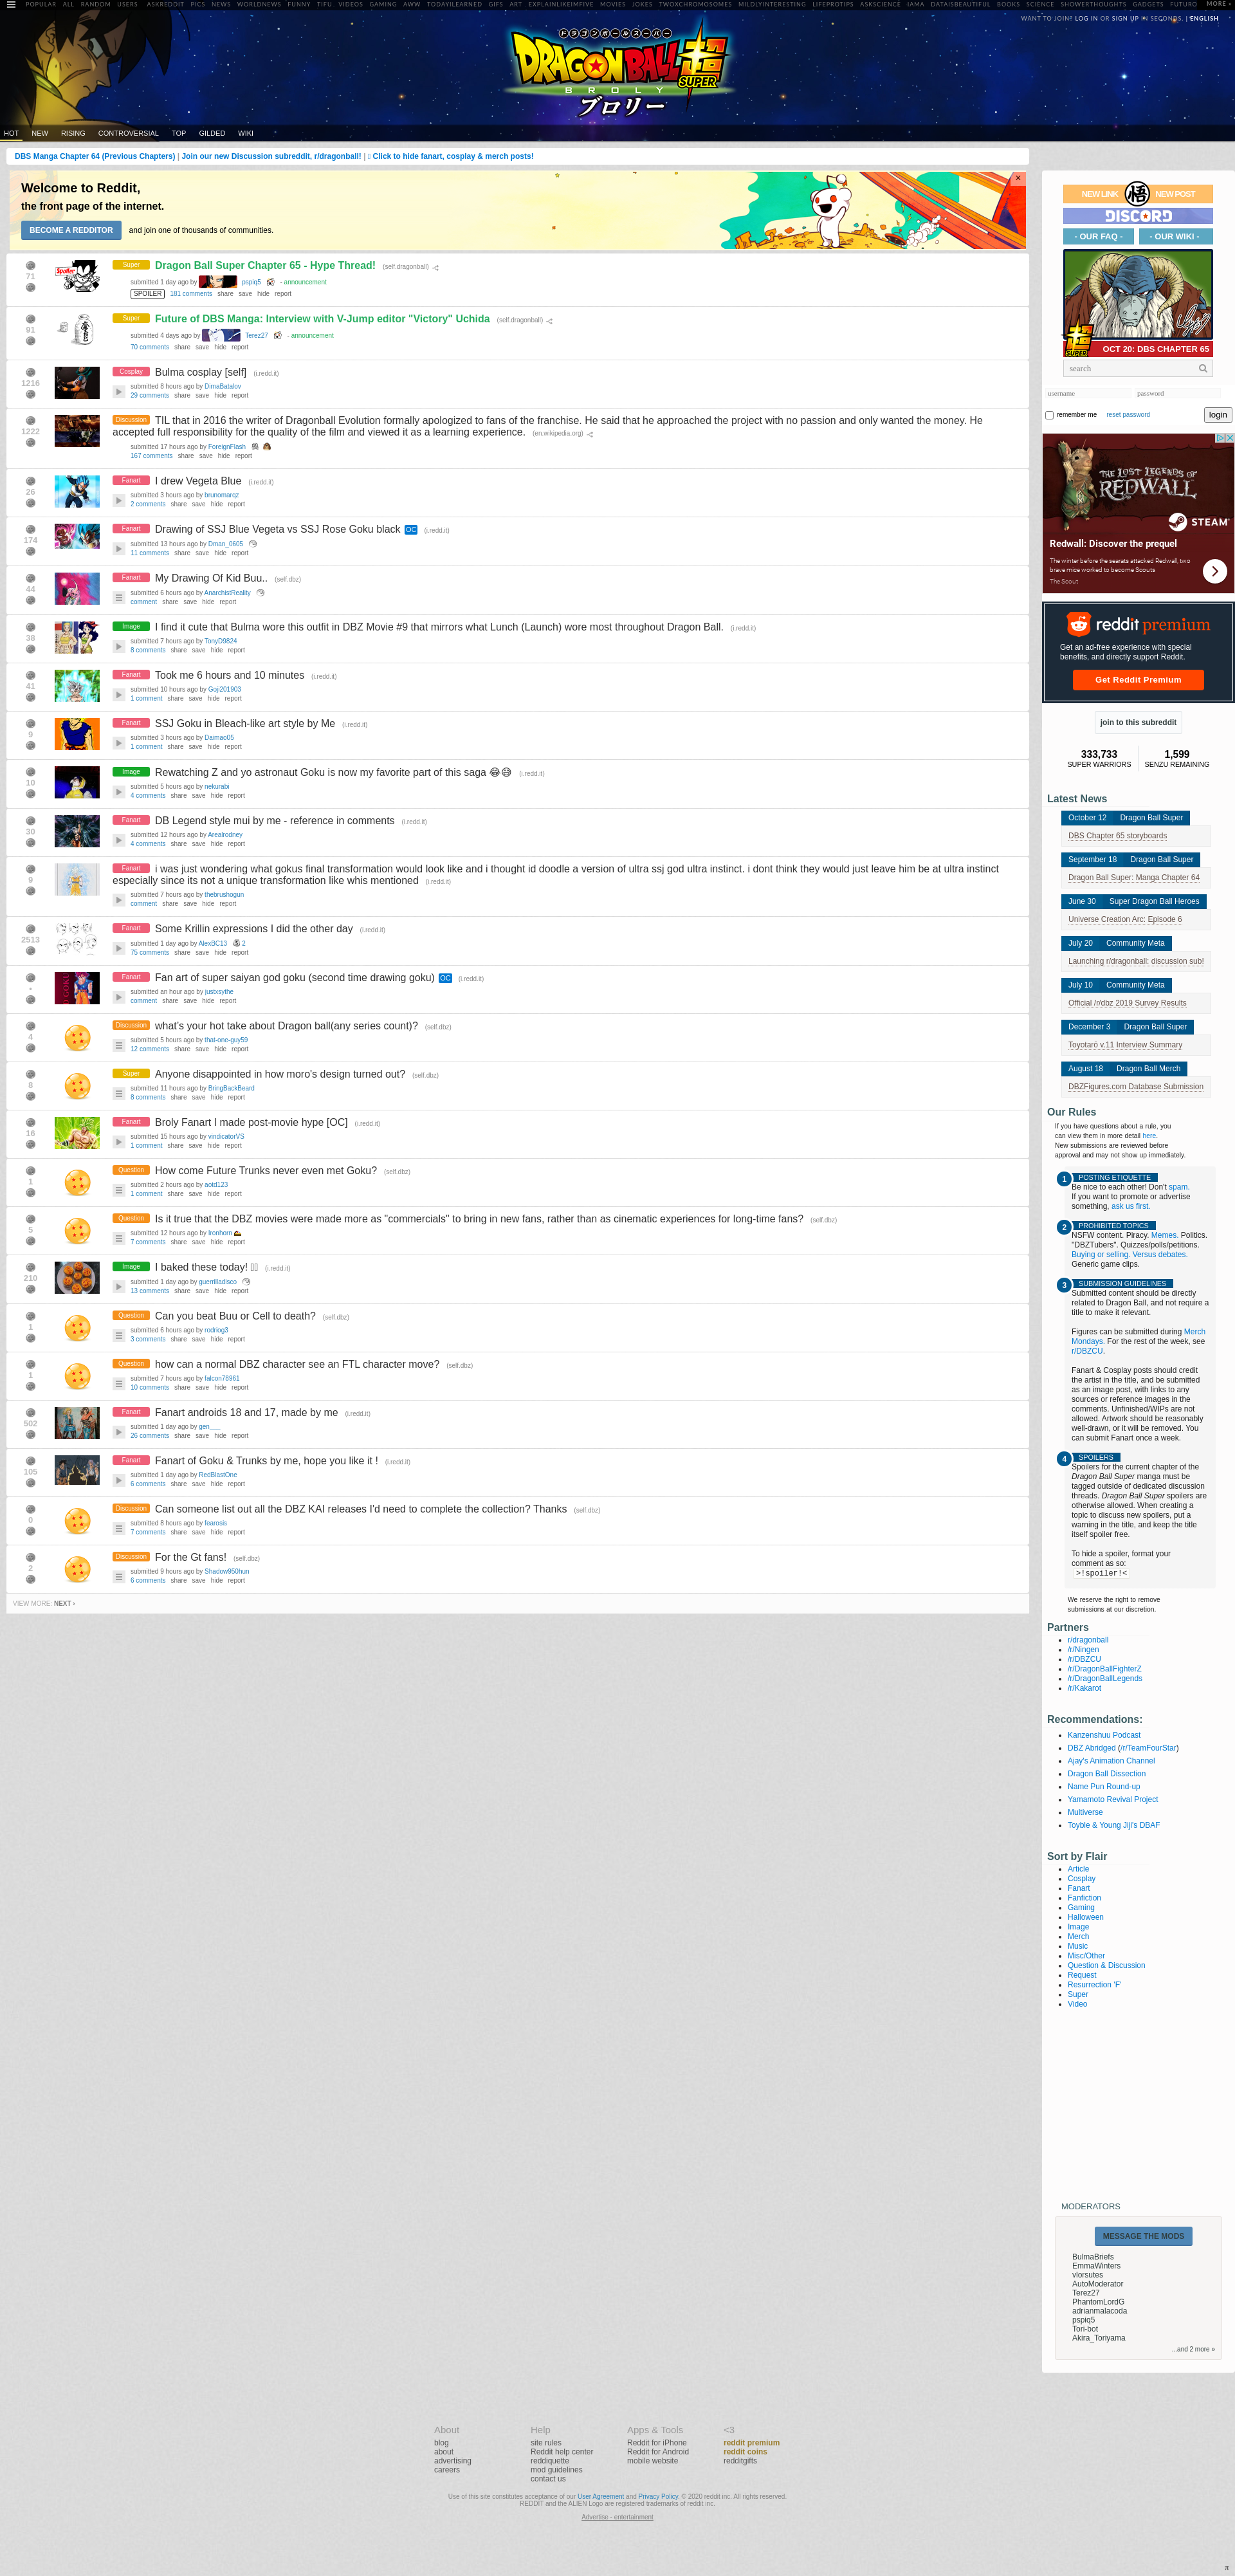 POPULAR ALL RANDOM USERS ASKREDDIT PICS NEWS WORLDNEWS FUNNY TIFU VIDEOS GAMING AWW TODAYILEARNED GIFS ART EXPLAINLIKEIMFIVE MOVIES JOKES TWOXCHROMOSOMES MILDLYINTERESTING LIFEPROTIPS ASKSCIENCE IAMA DATAISBEAUTIFUL BOOKS SCIENCE SHOWERTHOUGHTS GADGETS FUTURO MORE »
WANT TO JOIN? LOG IN OR SIGN UP IN SECONDS. | ENGLISH
ドラゴンボールスーパー
DRAGONBALL SUPER
BROLY
ブロリー
HOT NEW RISING CONTROVERSIAL TOP GILDED WIKI
DBS Manga Chapter 64 (Previous Chapters) | Join our new Discussion subreddit, r/dragonball! | Click to hide fanart, cosplay & merch posts!
Welcome to Reddit,
the front page of the internet.
BECOME A REDDITOR and join one of thousands of communities.
×
71
Spoiler
Super Dragon Ball Super Chapter 65 - Hype Thread! (self.dragonball)
submitted 1 day ago by pspiq5 - announcement
SPOILER 181 comments share save hide report
91
Super Future of DBS Manga: Interview with V-Jump editor "Victory" Uchida (self.dragonball)
submitted 4 days ago by Terez27 - announcement
70 comments share save hide report
1216
Cosplay Bulma cosplay [self] (i.redd.it)
submitted 8 hours ago by DimaBatalov
29 comments share save hide report
1222
Discussion TIL that in 2016 the writer of Dragonball Evolution formally apologized to fans of the franchise. He said that he approached the project with no passion and only wanted the money. He
accepted full responsibility for the quality of the film and viewed it as a learning experience. (en.wikipedia.org)
submitted 17 hours ago by ForeignFlash
167 comments share save hide report
26
Fanart I drew Vegeta Blue (i.redd.it)
submitted 3 hours ago by brunomarqz
2 comments share save hide report
174
Fanart Drawing of SSJ Blue Vegeta vs SSJ Rose Goku black OC (i.redd.it)
submitted 13 hours ago by Dman_0605
11 comments share save hide report
44
Fanart My Drawing Of Kid Buu.. (self.dbz)
submitted 6 hours ago by AnarchistReality
comment share save hide report
38
Image I find it cute that Bulma wore this outfit in DBZ Movie #9 that mirrors what Lunch (Launch) wore most throughout Dragon Ball. (i.redd.it)
submitted 7 hours ago by TonyD9824
8 comments share save hide report
41
Fanart Took me 6 hours and 10 minutes (i.redd.it)
submitted 10 hours ago by Goji201903
1 comment share save hide report
9
Fanart SSJ Goku in Bleach-like art style by Me (i.redd.it)
submitted 3 hours ago by Daimao05
1 comment share save hide report
10
Image Rewatching Z and yo astronaut Goku is now my favorite part of this saga 😂😅 (i.redd.it)
submitted 5 hours ago by nekurabi
4 comments share save hide report
30
Fanart DB Legend style mui by me - reference in comments (i.redd.it)
submitted 12 hours ago by Arealrodney
4 comments share save hide report
9
Fanart i was just wondering what gokus final transformation would look like and i thought id doodle a version of ultra ssj god ultra instinct. i dont think they would just leave him be at ultra instinct
especially since its not a unique transformation like whis mentioned (i.redd.it)
submitted 7 hours ago by thebrushogun
comment share save hide report
2513
Fanart Some Krillin expressions I did the other day (i.redd.it)
submitted 1 day ago by AlexBC13 2
75 comments share save hide report
•
Fanart Fan art of super saiyan god goku (second time drawing goku) OC (i.redd.it)
submitted an hour ago by justxsythe
comment share save hide report
4
Discussion what's your hot take about Dragon ball(any series count)? (self.dbz)
submitted 5 hours ago by that-one-guy59
12 comments share save hide report
8
Super Anyone disappointed in how moro's design turned out? (self.dbz)
submitted 11 hours ago by BringBackBeard
8 comments share save hide report
16
Fanart Broly Fanart I made post-movie hype [OC] (i.redd.it)
submitted 15 hours ago by vindicatorVS
1 comment share save hide report
1
Question How come Future Trunks never even met Goku? (self.dbz)
submitted 2 hours ago by aotd123
1 comment share save hide report
5
Question Is it true that the DBZ movies were made more as "commercials" to bring in new fans, rather than as cinematic experiences for long-time fans? (self.dbz)
submitted 12 hours ago by Ironhorn
7 comments share save hide report
210
Image I baked these today! (i.redd.it)
submitted 1 day ago by guerrilladisco
13 comments share save hide report
1
Question Can you beat Buu or Cell to death? (self.dbz)
submitted 6 hours ago by rodriog3
3 comments share save hide report
1
Question how can a normal DBZ character see an FTL character move? (self.dbz)
submitted 7 hours ago by falcon78961
10 comments share save hide report
502
Fanart Fanart androids 18 and 17, made by me (i.redd.it)
submitted 1 day ago by gen___
26 comments share save hide report
105
Fanart Fanart of Goku & Trunks by me, hope you like it ! (i.redd.it)
submitted 1 day ago by RedBlastOne
6 comments share save hide report
0
Discussion Can someone list out all the DBZ KAI releases I'd need to complete the collection? Thanks (self.dbz)
submitted 8 hours ago by fearosis
7 comments share save hide report
2
Discussion For the Gt fans! (self.dbz)
submitted 9 hours ago by Shadow950hun
6 comments share save hide report
VIEW MORE: NEXT ›
NEW LINK 悟 NEW POST
DISCORD
- OUR FAQ - - OUR WIKI -
SUPER OCT 20: DBS CHAPTER 65
search
username password
remember me reset password login
THE LOST LEGENDS OF
REDWALL
STEAM
Redwall: Discover the prequel
The winter before the searats attacked Redwall, two
brave mice worked to become Scouts
The Scout
reddit premium
Get an ad-free experience with special
benefits, and directly support Reddit.
Get Reddit Premium
join to this subreddit
333,733 1,599
SUPER WARRIORS SENZU REMAINING
Latest News
October 12 Dragon Ball Super
DBS Chapter 65 storyboards
September 18 Dragon Ball Super
Dragon Ball Super: Manga Chapter 64
June 30 Super Dragon Ball Heroes
Universe Creation Arc: Episode 6
July 20 Community Meta
Launching r/dragonball: discussion sub!
July 10 Community Meta
Official /r/dbz 2019 Survey Results
December 3 Dragon Ball Super
Toyotarō v.11 Interview Summary
August 18 Dragon Ball Merch
DBZFigures.com Database Submission
Our Rules
If you have questions about a rule, you
can view them in more detail here.
New submissions are reviewed before
approval and may not show up immediately.
1 POSTING ETIQUETTE
Be nice to each other! Don't spam.
If you want to promote or advertise
something, ask us first.
2 PROHIBITED TOPICS
NSFW content. Piracy. Memes. Politics.
"DBZTubers". Quizzes/polls/petitions.
Buying or selling. Versus debates.
Generic game clips.
3 SUBMISSION GUIDELINES
Submitted content should be directly
related to Dragon Ball, and not require a
title to make it relevant.
Figures can be submitted during Merch
Mondays. For the rest of the week, see
r/DBZCU.
Fanart & Cosplay posts should credit
the artist in the title, and be submitted
as an image post, with links to any
sources or reference images in the
comments. Unfinished/WIPs are not
allowed. Artwork should be reasonably
well-drawn, or it will be removed. You
can submit Fanart once a week.
4 SPOILERS
Spoilers for the current chapter of the
Dragon Ball Super manga must be
tagged outside of dedicated discussion
threads. Dragon Ball Super spoilers are
otherwise allowed. When creating a
topic to discuss new spoilers, put a
warning in the title, and keep the title
itself spoiler free.
To hide a spoiler, format your
comment as so:
>!spoiler!<
We reserve the right to remove
submissions at our discretion.
Partners
r/dragonball
/r/Ningen
/r/DBZCU
/r/DragonBallFighterZ
/r/DragonBallLegends
/r/Kakarot
Recommendations:
Kanzenshuu Podcast
DBZ Abridged (/r/TeamFourStar)
Ajay's Animation Channel
Dragon Ball Dissection
Name Pun Round-up
Yamamoto Revival Project
Multiverse
Toyble & Young Jiji's DBAF
Sort by Flair
Article
Cosplay
Fanart
Fanfiction
Gaming
Halloween
Image
Merch
Music
Misc/Other
Question & Discussion
Request
Resurrection 'F'
Super
Video
MODERATORS
MESSAGE THE MODS
BulmaBriefs
EmmaWinters
vlorsutes
AutoModerator
Terez27
PhantomLordG
adrianmalacoda
pspiq5
Tori-bot
Akira_Toriyama
...and 2 more »
About
blog
about
advertising
careers
Help
site rules
Reddit help center
reddiquette
mod guidelines
contact us
Apps & Tools
Reddit for iPhone
Reddit for Android
mobile website
<3
reddit premium
reddit coins
redditgifts
Use of this site constitutes acceptance of our User Agreement and Privacy Policy. © 2020 reddit inc. All rights reserved.
REDDIT and the ALIEN Logo are registered trademarks of reddit inc.
Advertise - entertainment
π